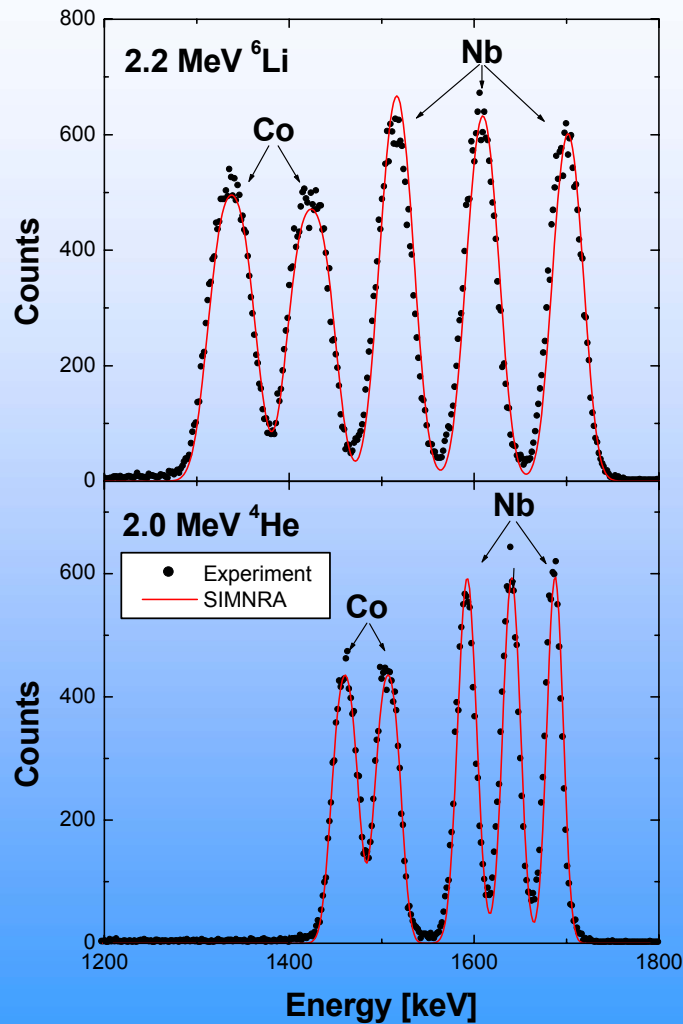 2.2 MeV ⁶Li
Nb
Co
Counts
800
600
400
200
0
2.0 MeV ⁴He
Nb
Experiment
SIMNRA
Co
Counts
600
400
200
0
1200
1400
1600
1800
Energy [keV]